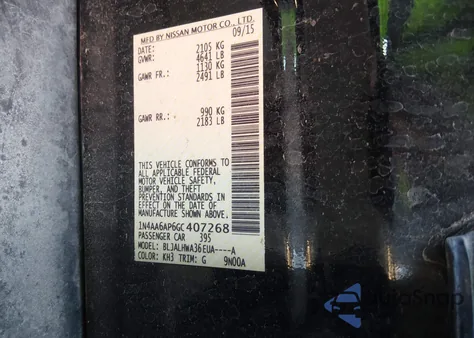 MFD BY NISSAN MOTOR CO., LTD.
DATE: 09/15
GVWR: 2105 KG
4641 LB
GAWR FR.: 1130 KG
2491 LB
GAWR RR.: 990 KG
2183 LB
THIS VEHICLE CONFORMS TO
ALL APPLICABLE FEDERAL
MOTOR VEHICLE SAFETY,
BUMPER, AND THEFT
PREVENTION STANDARDS IN
EFFECT ON THE DATE OF
MANUFACTURE SHOWN ABOVE.
1N4AA6AP6GC407268
PASSENGER CAR 395
MODEL: BLJALHWA36EUA----A
COLOR: KH3 TRIM: G 9N00A
AutoSnap